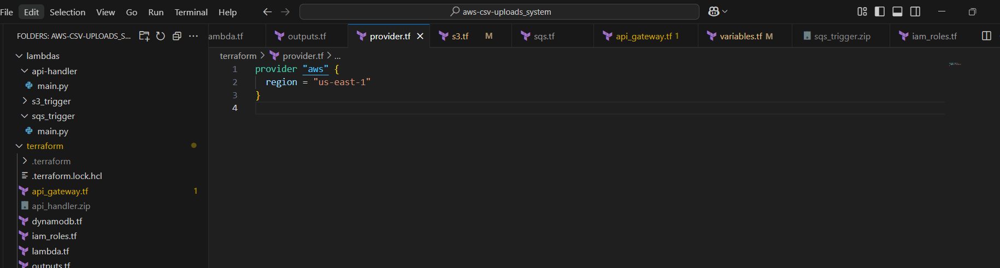 File Edit Selection View Go Run Terminal Help aws-csv-uploads_system
FOLDERS: AWS-CSV-UPLOADS_S...
ambda.tf outputs.tf provider.tf s3.tf M sqs.tf api_gateway.tf 1 variables.tf M sqs_trigger.zip iam_roles.tf
terraform > provider.tf > ...
1 provider "aws" {
2 region = "us-east-1"
3 }
4
lambdas
api-handler
main.py
s3_trigger
sqs_trigger
main.py
terraform
.terraform
.terraform.lock.hcl
api_gateway.tf 1
api_handler.zip
dynamodb.tf
iam_roles.tf
lambda.tf
outputs.tf